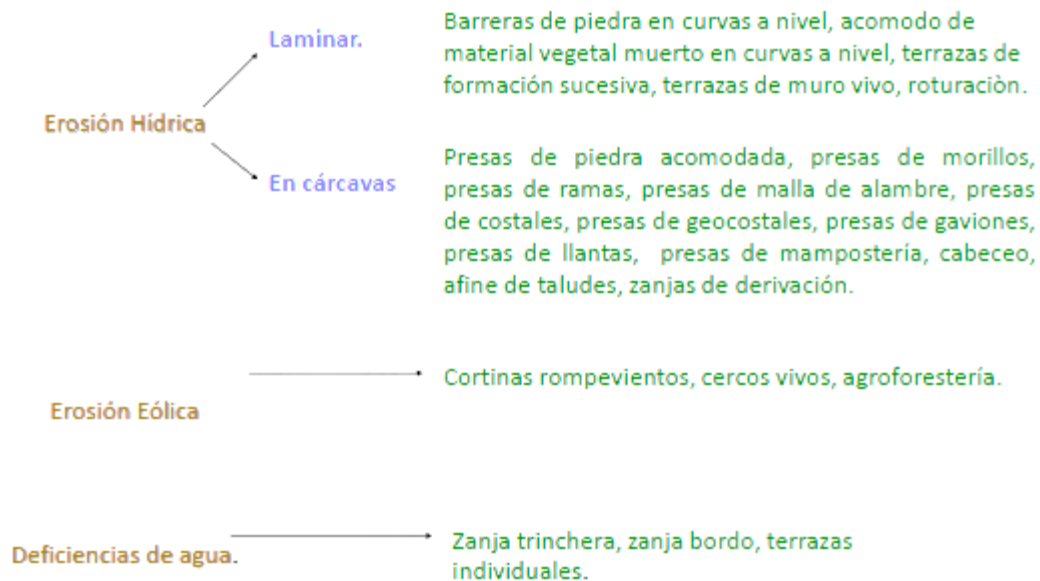 Laminar.
Barreras de piedra en curvas a nivel, acomodo de
material vegetal muerto en curvas a nivel, terrazas de
formación sucesiva, terrazas de muro vivo, roturaciòn.
Erosión Hídrica
En cárcavas
Presas de piedra acomodada, presas de morillos,
presas de ramas, presas de malla de alambre, presas
de costales, presas de geocostales, presas de gaviones,
presas de llantas, presas de mampostería, cabeceo,
afine de taludes, zanjas de derivación.
Cortinas rompevientos, cercos vivos, agroforestería.
Erosión Eólica
Deficiencias de agua.
Zanja trinchera, zanja bordo, terrazas
individuales.